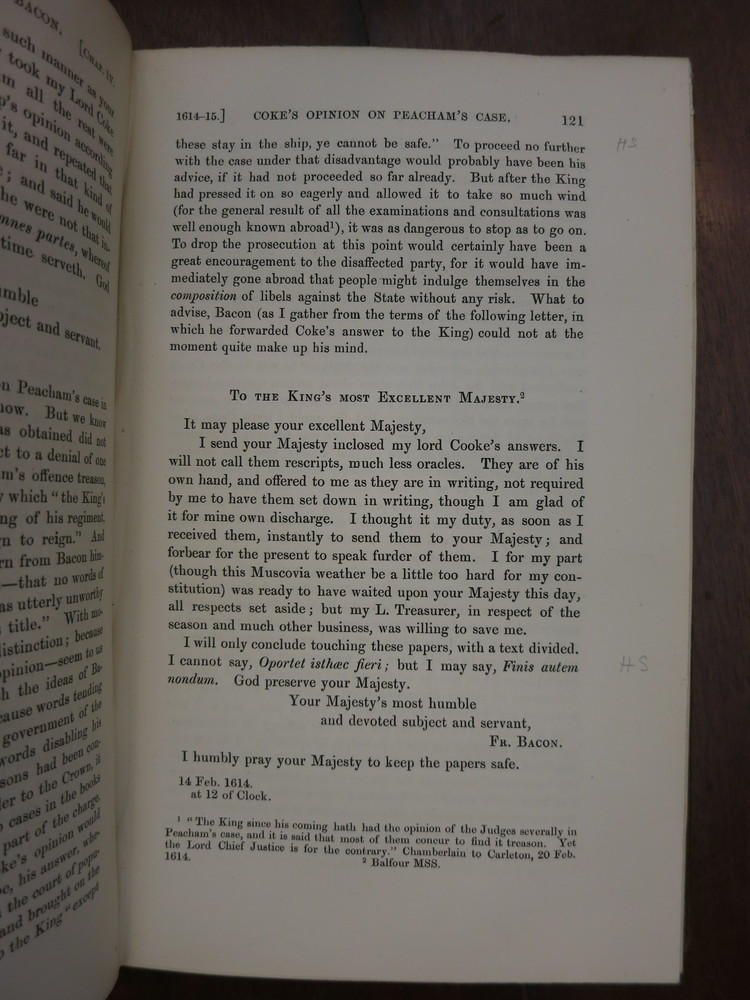 BACON. [CHAP. IV.
such manner as your
took my Lord Coke
all the rest were
p's opinion according
it, and repeated that
far in that kind of
; and said he would
he were not that in-
omnes partes, whereof
time serveth. God
umble
ject and servant.
on Peacham's case in
now. But we know
as obtained did not
ct to a denial of one
m's offence treason,
y which "the King's
ng of his regiment.
n to reign." And
rn from Bacon him-
—that no words of
as utterly unworthy
title." With
distinction; because
opinion—seem to us
h the ideas of Ba-
cause words tending
government of the
words disabling his
sons had been con-
er to the Crown, it
cases in the books
part of the charge.
ke's opinion would
his answer, whe-
the court of popu-
and brought on the
o the King "except
1614-15.] COKE'S OPINION ON PEACHAM'S CASE. 121
these stay in the ship, ye cannot be safe." To proceed no further
with the case under that disadvantage would probably have been his
advice, if it had not proceeded so far already. But after the King
had pressed it on so eagerly and allowed it to take so much wind
(for the general result of all the examinations and consultations was
well enough known abroad¹), it was as dangerous to stop as to go on.
To drop the prosecution at this point would certainly have been a
great encouragement to the disaffected party, for it would have im-
mediately gone abroad that people might indulge themselves in the
composition of libels against the State without any risk. What to
advise, Bacon (as I gather from the terms of the following letter, in
which he forwarded Coke's answer to the King) could not at the
moment quite make up his mind.
TO THE KING'S MOST EXCELLENT MAJESTY.²
It may please your excellent Majesty,
I send your Majesty inclosed my lord Cooke's answers. I
will not call them rescripts, much less oracles. They are of his
own hand, and offered to me as they are in writing, not required
by me to have them set down in writing, though I am glad of
it for mine own discharge. I thought it my duty, as soon as I
received them, instantly to send them to your Majesty; and
forbear for the present to speak furder of them. I for my part
(though this Muscovia weather be a little too hard for my con-
stitution) was ready to have waited upon your Majesty this day,
all respects set aside; but my L. Treasurer, in respect of the
season and much other business, was willing to save me.
I will only conclude touching these papers, with a text divided.
I cannot say, Oportet isthæc fieri; but I may say, Finis autem
nondum. God preserve your Majesty.
Your Majesty's most humble
and devoted subject and servant,
FR. BACON.
I humbly pray your Majesty to keep the papers safe.
14 Feb. 1614.
at 12 of Clock.
¹ "The King since his coming hath had the opinion of the Judges severally in
Peacham's case, and it is said that most of them concur to find it treason. Yet
the Lord Chief Justice is for the contrary." Chamberlain to Carleton, 20 Feb.
1614. ² Balfour MSS.
HS
HS